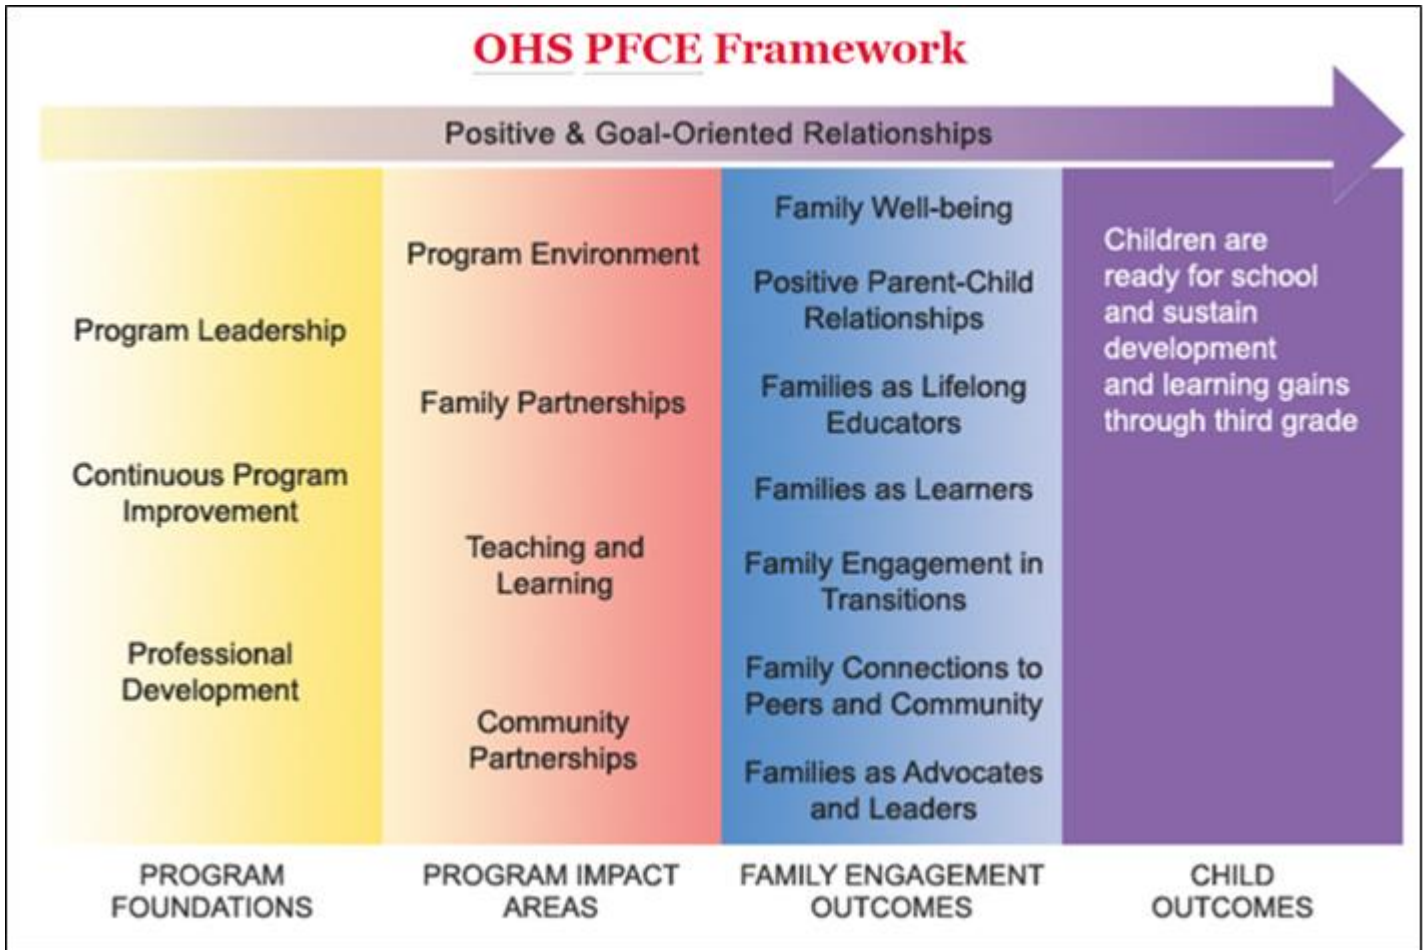 OHS PFCE Framework
Positive & Goal-Oriented Relationships
Program Leadership
Continuous Program
Improvement
Professional
Development
PROGRAM
FOUNDATIONS
Program Environment
Family Partnerships
Teaching and
Learning
Community
Partnerships
PROGRAM IMPACT
AREAS
Family Well-being
Positive Parent-Child
Relationships
Families as Lifelong
Educators
Families as Learners
Family Engagement in
Transitions
Family Connections to
Peers and Community
Families as Advocates
and Leaders
FAMILY ENGAGEMENT
OUTCOMES
Children are
ready for school
and sustain
development
and learning gains
through third grade
CHILD
OUTCOMES